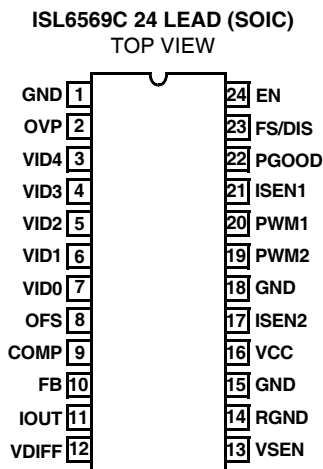 ISL6569C 24 LEAD (SOIC)
TOP VIEW
GND 1
OVP 2
VID4 3
VID3 4
VID2 5
VID1 6
VID0 7
OFS 8
COMP 9
FB 10
IOUT 11
VDIFF 12
24 EN
23 FS/DIS
22 PGOOD
21 ISEN1
20 PWM1
19 PWM2
18 GND
17 ISEN2
16 VCC
15 GND
14 RGND
13 VSEN